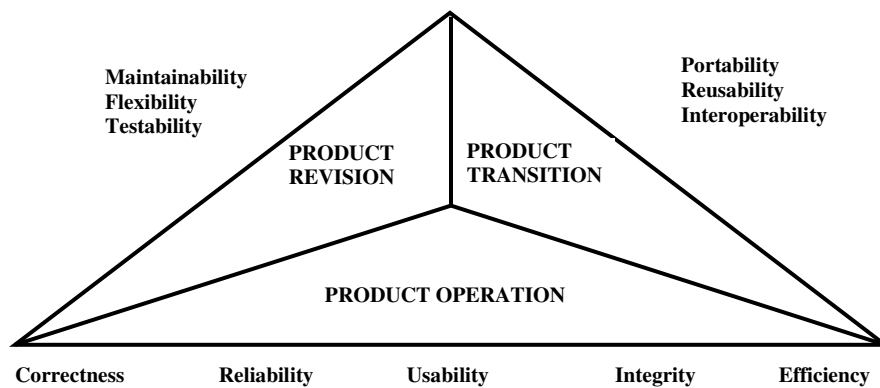 Maintainability
Flexibility
Testability
Portability
Reusability
Interoperability
PRODUCT
REVISION
PRODUCT
TRANSITION
PRODUCT OPERATION
Correctness Reliability Usability Integrity Efficiency